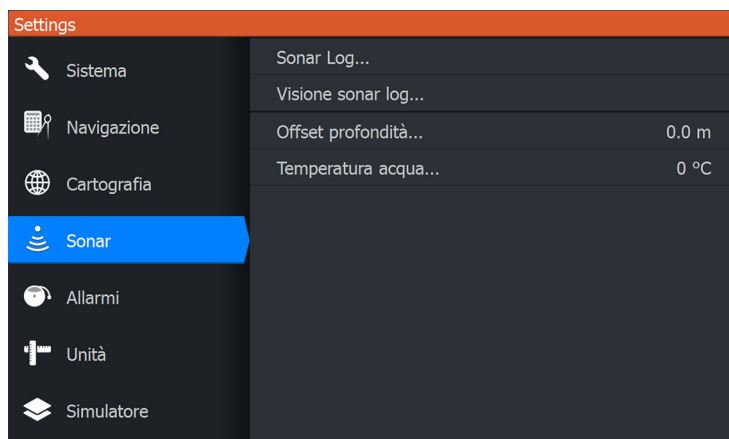 Settings
Sistema
Navigazione
Cartografia
Sonar
Allarmi
Unità
Simulatore
Sonar Log...
Visione sonar log...
Offset profondità... 0.0 m
Temperatura acqua... 0 °C